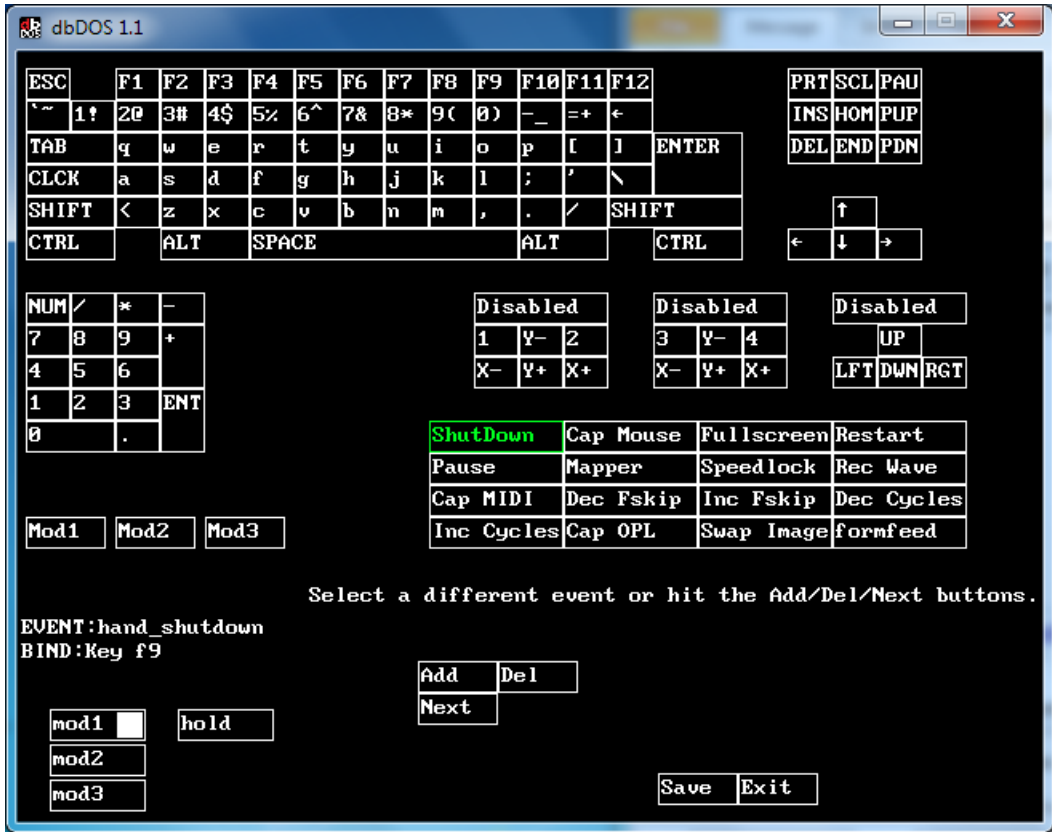 dbDOS 1.1
ESC F1 F2 F3 F4 F5 F6 F7 F8 F9 F10 F11 F12 PRT SCL PAU
`~ 1! 2@ 3# 4$ 5% 6^ 7& 8* 9( 0) -_ =+ ← INS HOM PUP
TAB q w e r t y u i o p [ ] ENTER DEL END PDN
CLCK a s d f g h j k l ; ' \
SHIFT < z x c v b n m , . / SHIFT ↑
CTRL ALT SPACE ALT CTRL ← ↓ →
NUM / * - Disabled Disabled Disabled
7 8 9 + 1 Y- 2 3 Y- 4 UP
4 5 6 X- Y+ X+ X- Y+ X+ LFT DWN RGT
1 2 3 ENT
0 . ShutDown Cap Mouse Fullscreen Restart
Pause Mapper Speedlock Rec Wave
Cap MIDI Dec Fskip Inc Fskip Dec Cycles
Mod1 Mod2 Mod3 Inc Cycles Cap OPL Swap Image formfeed
Select a different event or hit the Add/Del/Next buttons.
EVENT:hand_shutdown
BIND:Key f9
Add Del
Next
mod1 hold
mod2
mod3
Save Exit